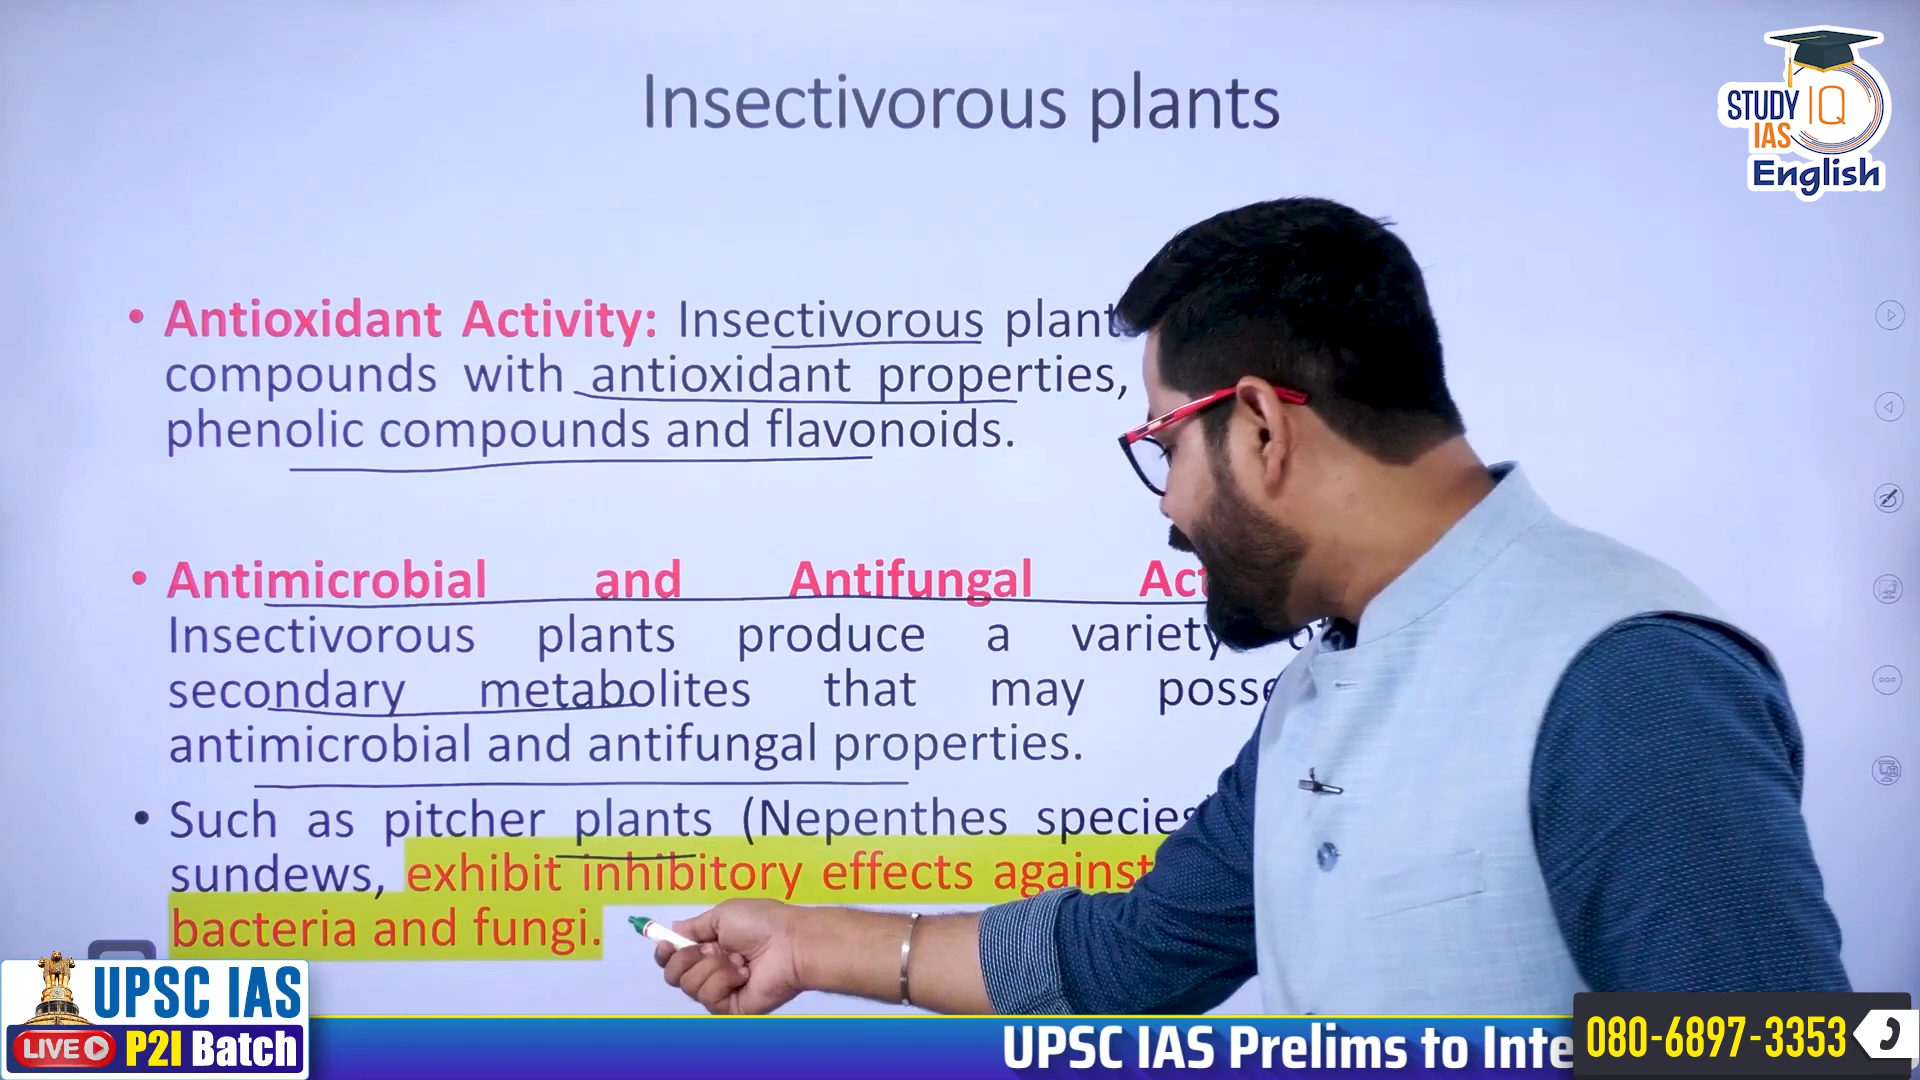 Insectivorous plants
STUDY IQ
IAS
English
• Antioxidant Activity: Insectivorous plant
compounds with antioxidant properties,
phenolic compounds and flavonoids.
• Antimicrobial and Antifungal Act
Insectivorous plants produce a variety of
secondary metabolites that may posse
antimicrobial and antifungal properties.
• Such as pitcher plants (Nepenthes species
sundews, exhibit inhibitory effects against
bacteria and fungi.
UPSC IAS
LIVE P2I Batch
UPSC IAS Prelims to Inte
080-6897-3353